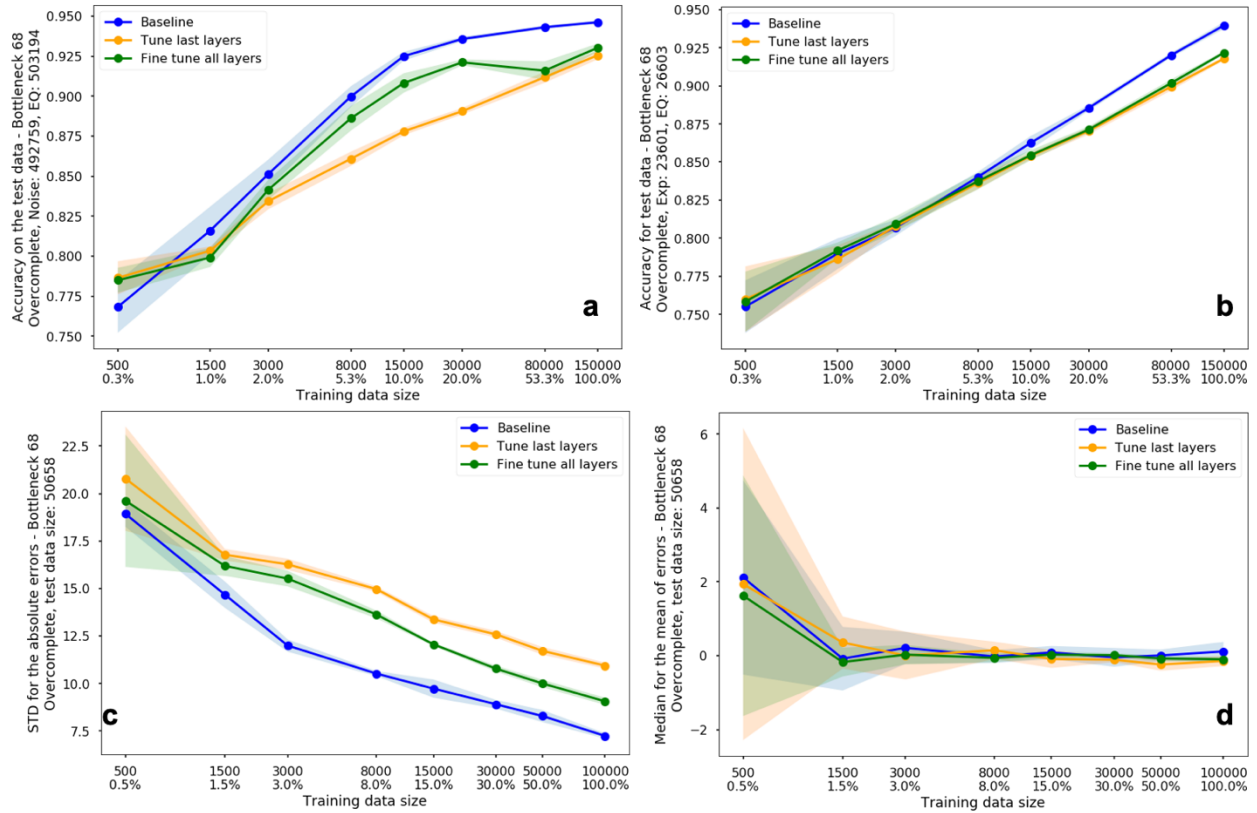 Accuracy on the test data - Bottleneck 68
Overcomplete, Noise: 492759, EQ: 503194
0.950
0.925
0.900
0.875
0.850
0.825
0.800
0.775
0.750
Baseline
Tune last layers
Fine tune all layers
a
500 1500 3000 8000 15000 30000 80000 150000
0.3% 1.0% 2.0% 5.3% 10.0% 20.0% 53.3% 100.0%
Training data size
Accuracy for test data - Bottleneck 68
Overcomplete, Exp: 23601, EQ: 26603
0.950
0.925
0.900
0.875
0.850
0.825
0.800
0.775
0.750
Baseline
Tune last layers
Fine tune all layers
b
500 1500 3000 8000 15000 30000 80000 150000
0.3% 1.0% 2.0% 5.3% 10.0% 20.0% 53.3% 100.0%
Training data size
STD for the absolute errors - Bottleneck 68
Overcomplete, test data size: 50658
22.5
20.0
17.5
15.0
12.5
10.0
7.5
Baseline
Tune last layers
Fine tune all layers
c
500 1500 3000 8000 15000 30000 50000 100000
0.5% 1.5% 3.0% 8.0% 15.0% 30.0% 50.0% 100.0%
Training data size
Median for the mean of errors - Bottleneck 68
Overcomplete, test data size: 50658
6
4
2
0
−2
Baseline
Tune last layers
Fine tune all layers
d
500 1500 3000 8000 15000 30000 50000 100000
0.5% 1.5% 3.0% 8.0% 15.0% 30.0% 50.0% 100.0%
Training data size